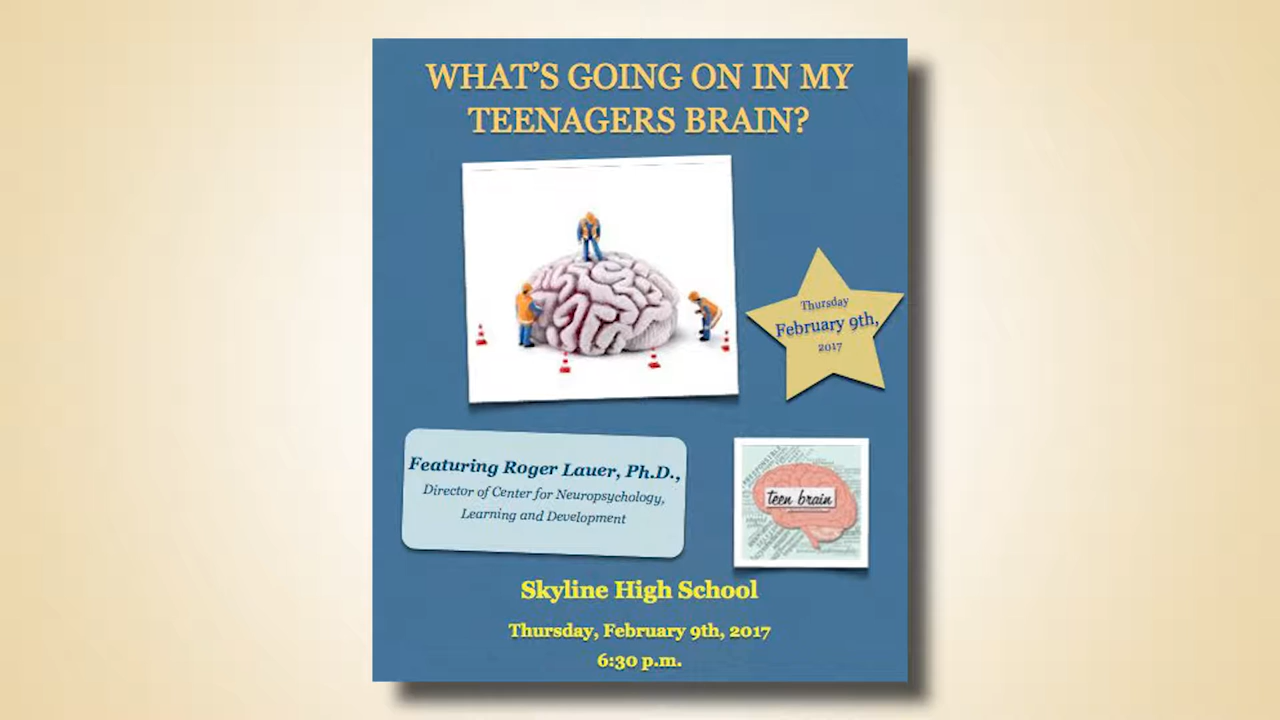 WHAT'S GOING ON IN MY
TEENAGERS BRAIN?
Thursday
February 9th,
2017
Featuring Roger Lauer, Ph.D.,
Director of Center for Neuropsychology,
Learning and Development
teen brain
Skyline High School
Thursday, February 9th, 2017
6:30 p.m.